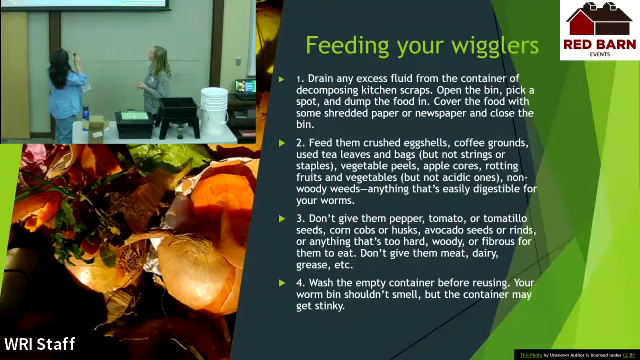 RED BARN
EVENTS
Feeding your wigglers
1. Drain any excess fluid from the container of
decomposing kitchen scraps. Open the bin, pick a
spot, and dump the food in. Cover the food with
some shredded paper or newspaper and close the
bin.
2. Feed them crushed eggshells, coffee grounds,
used tea leaves and bags (but not strings or
staples), vegetable peels, apple cores, rotting
fruits and vegetables (but not acidic ones), non-
woody weeds—anything that's easily digestible for
your worms.
3. Don't give them pepper, tomato, or tomatillo
seeds, corn cobs or husks, avocado seeds or rinds,
or anything that's too hard, woody, or fibrous for
them to eat. Don't give them meat, dairy,
grease, etc.
4. Wash the empty container before reusing. Your
worm bin shouldn't smell, but the container may
get stinky.
WRI Staff
This Photo by Unknown Author is licensed under CC BY